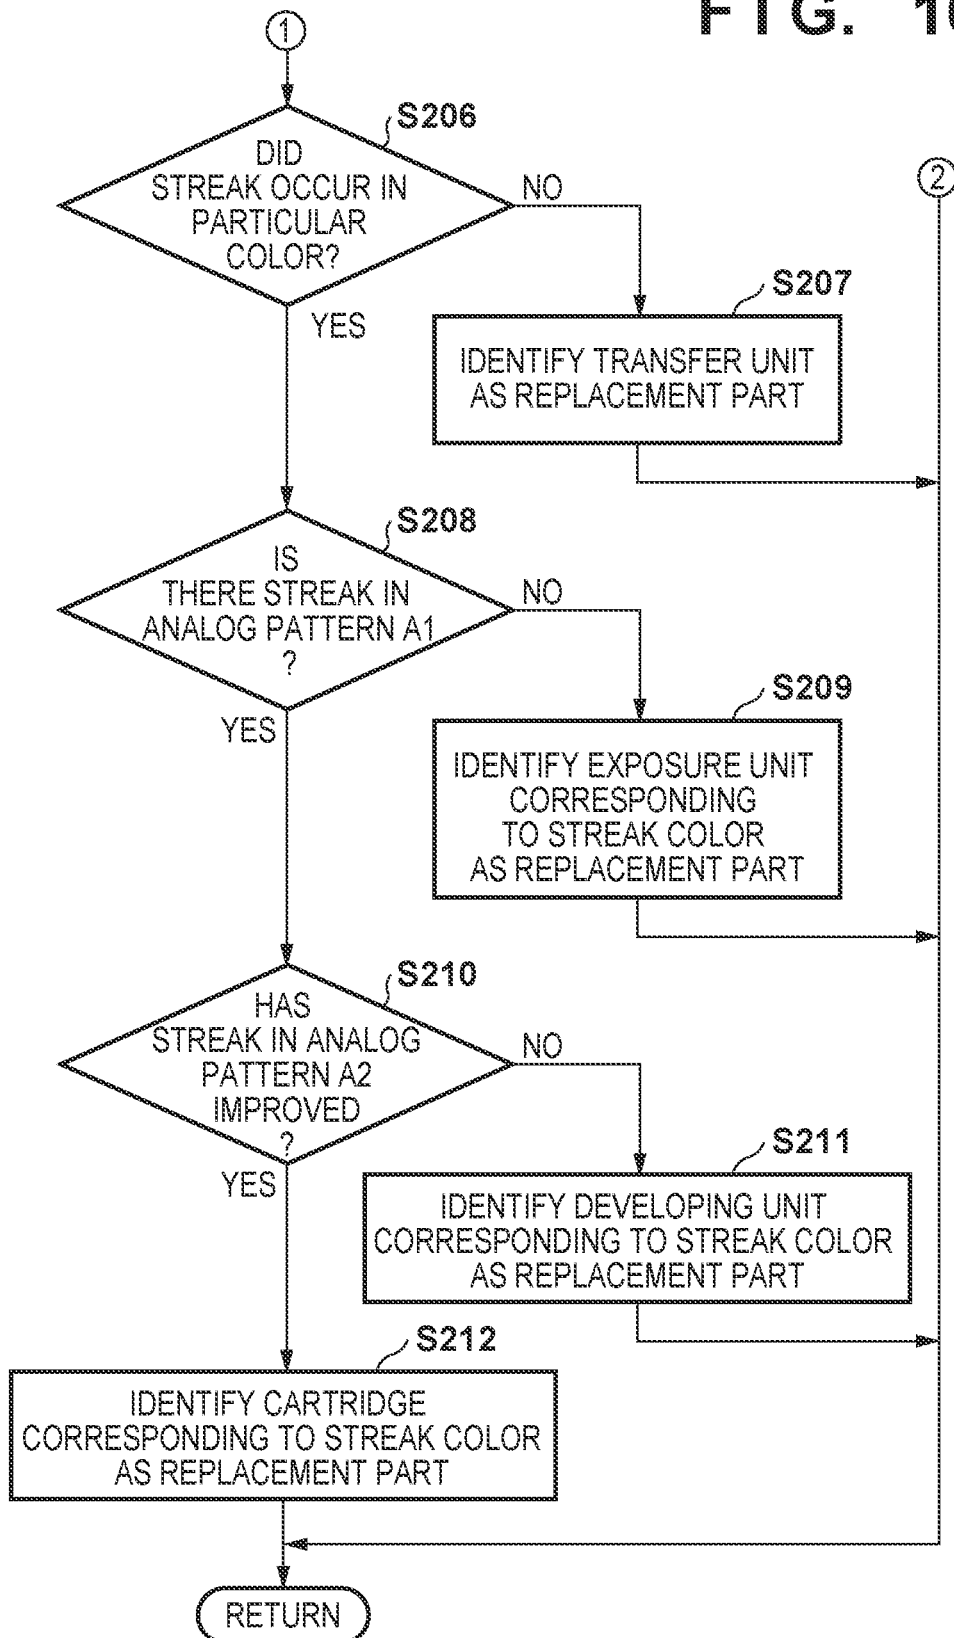 FIG. 10
1
S206
DID
STREAK OCCUR IN
PARTICULAR
COLOR?
NO
2
YES
S207
IDENTIFY TRANSFER UNIT
AS REPLACEMENT PART
S208
IS
THERE STREAK IN
ANALOG PATTERN A1
?
NO
YES
S209
IDENTIFY EXPOSURE UNIT
CORRESPONDING
TO STREAK COLOR
AS REPLACEMENT PART
S210
HAS
STREAK IN ANALOG
PATTERN A2
IMPROVED
?
NO
YES
S211
IDENTIFY DEVELOPING UNIT
CORRESPONDING TO STREAK COLOR
AS REPLACEMENT PART
S212
IDENTIFY CARTRIDGE
CORRESPONDING TO STREAK COLOR
AS REPLACEMENT PART
RETURN